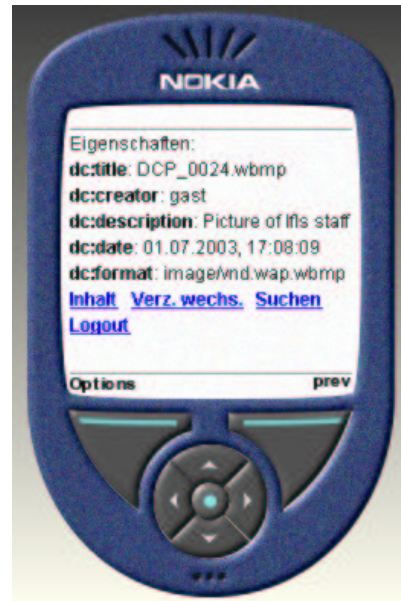 NOKIA
Eigenschaften:
dc:title: DCP_0024.wbmp
dc:creator: gast
dc:description: Picture of IfIs staff
dc:date: 01.07.2003, 17:08:09
dc:format: image/vnd.wap.wbmp
Inhalt Verz. wechs. Suchen
Logout
Options prev